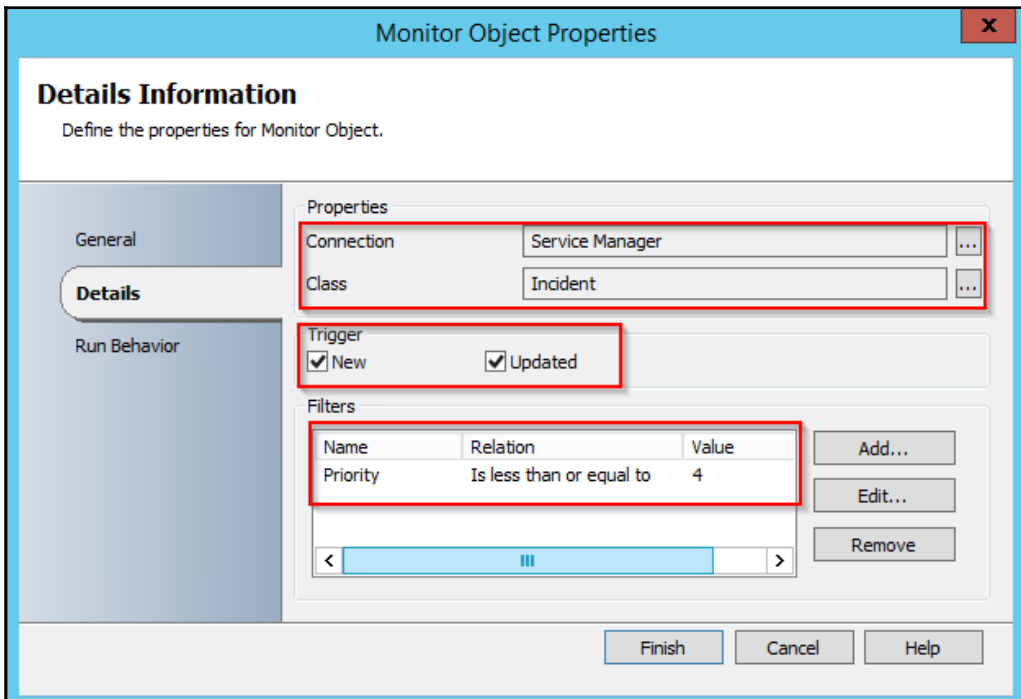 Monitor Object Properties
x
Details Information
Define the properties for Monitor Object.
General
Details
Run Behavior
Properties
Connection
Service Manager
...
Class
Incident
...
Trigger
New
Updated
Filters
Name Relation Value
Priority Is less than or equal to 4
Add...
Edit...
Remove
Finish
Cancel
Help